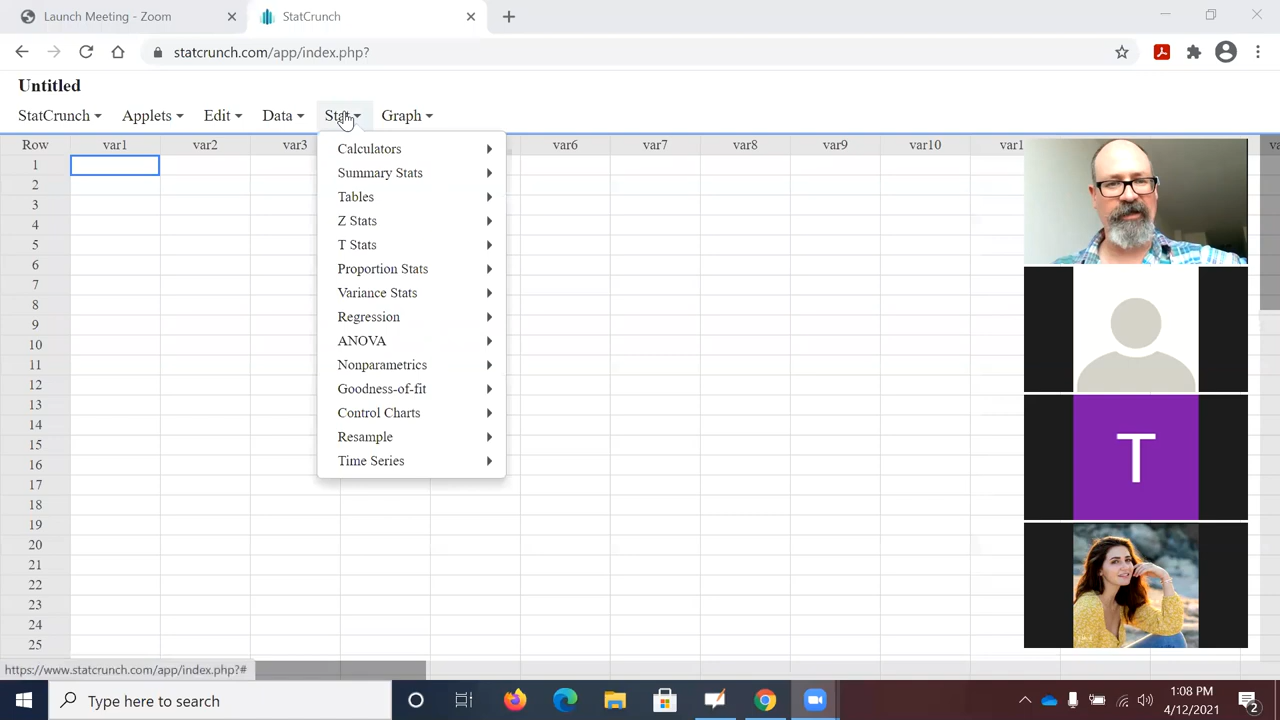 Launch Meeting - Zoom
StatCrunch
statcrunch.com/app/index.php?
Untitled
StatCrunch Applets Edit Data Stat Graph
Row var1 var2 var3 var6 var7 var8 var9 var10 var1 va
1
2
3
4
5
6
7
8
9
10
11
12
13
14
15
16
17
18
19
20
21
22
23
24
25
Calculators
Summary Stats
Tables
Z Stats
T Stats
Proportion Stats
Variance Stats
Regression
ANOVA
Nonparametrics
Goodness-of-fit
Control Charts
Resample
Time Series
T
https://www.statcrunch.com/app/index.php?#
Type here to search
1:08 PM
4/12/2021
2